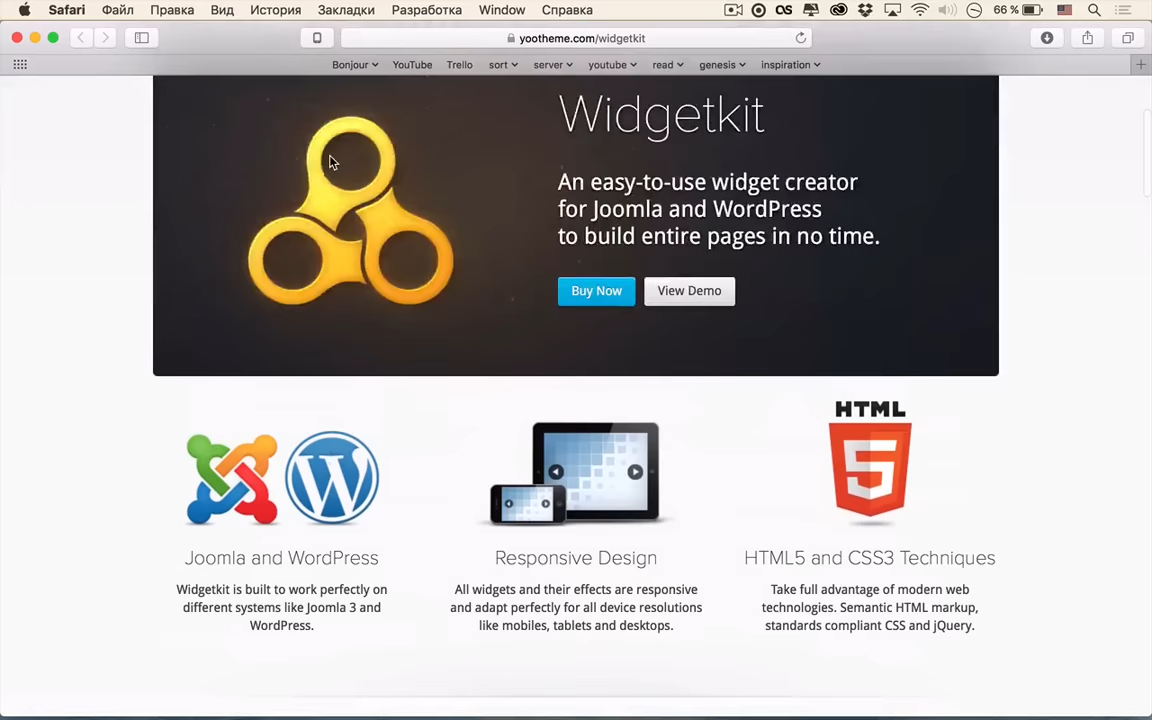 Safari Файл Правка Вид История Закладки Разработка Window Справка 66 %
yootheme.com/widgetkit
Bonjour YouTube Trello sort server youtube read genesis inspiration
Widgetkit
An easy-to-use widget creator
for Joomla and WordPress
to build entire pages in no time.
Buy Now View Demo
HTML
5
Joomla and WordPress
Responsive Design
HTML5 and CSS3 Techniques
Widgetkit is built to work perfectly on
different systems like Joomla 3 and
WordPress.
All widgets and their effects are responsive
and adapt perfectly for all device resolutions
like mobiles, tablets and desktops.
Take full advantage of modern web
technologies. Semantic HTML markup,
standards compliant CSS and jQuery.